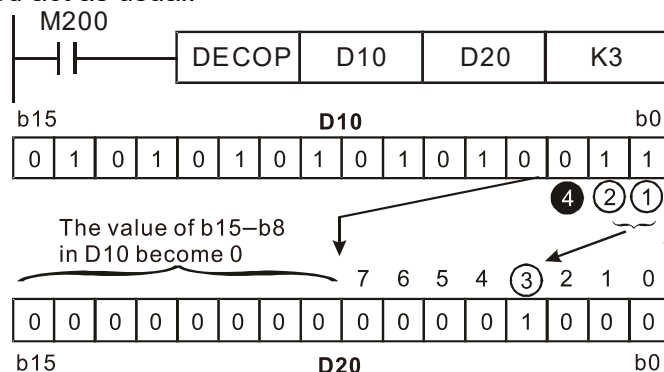 act as usual.
M200
DECOP D10 D20 K3
b15 D10 b0
0 1 0 1 0 1 0 1 0 1 0 1 0 0 1 1
4 2 1
The value of b15–b8
in D10 become 0
7 6 5 4 3 2 1 0
0 0 0 0 0 0 0 0 0 0 0 0 1 0 0 0
b15 D20 b0